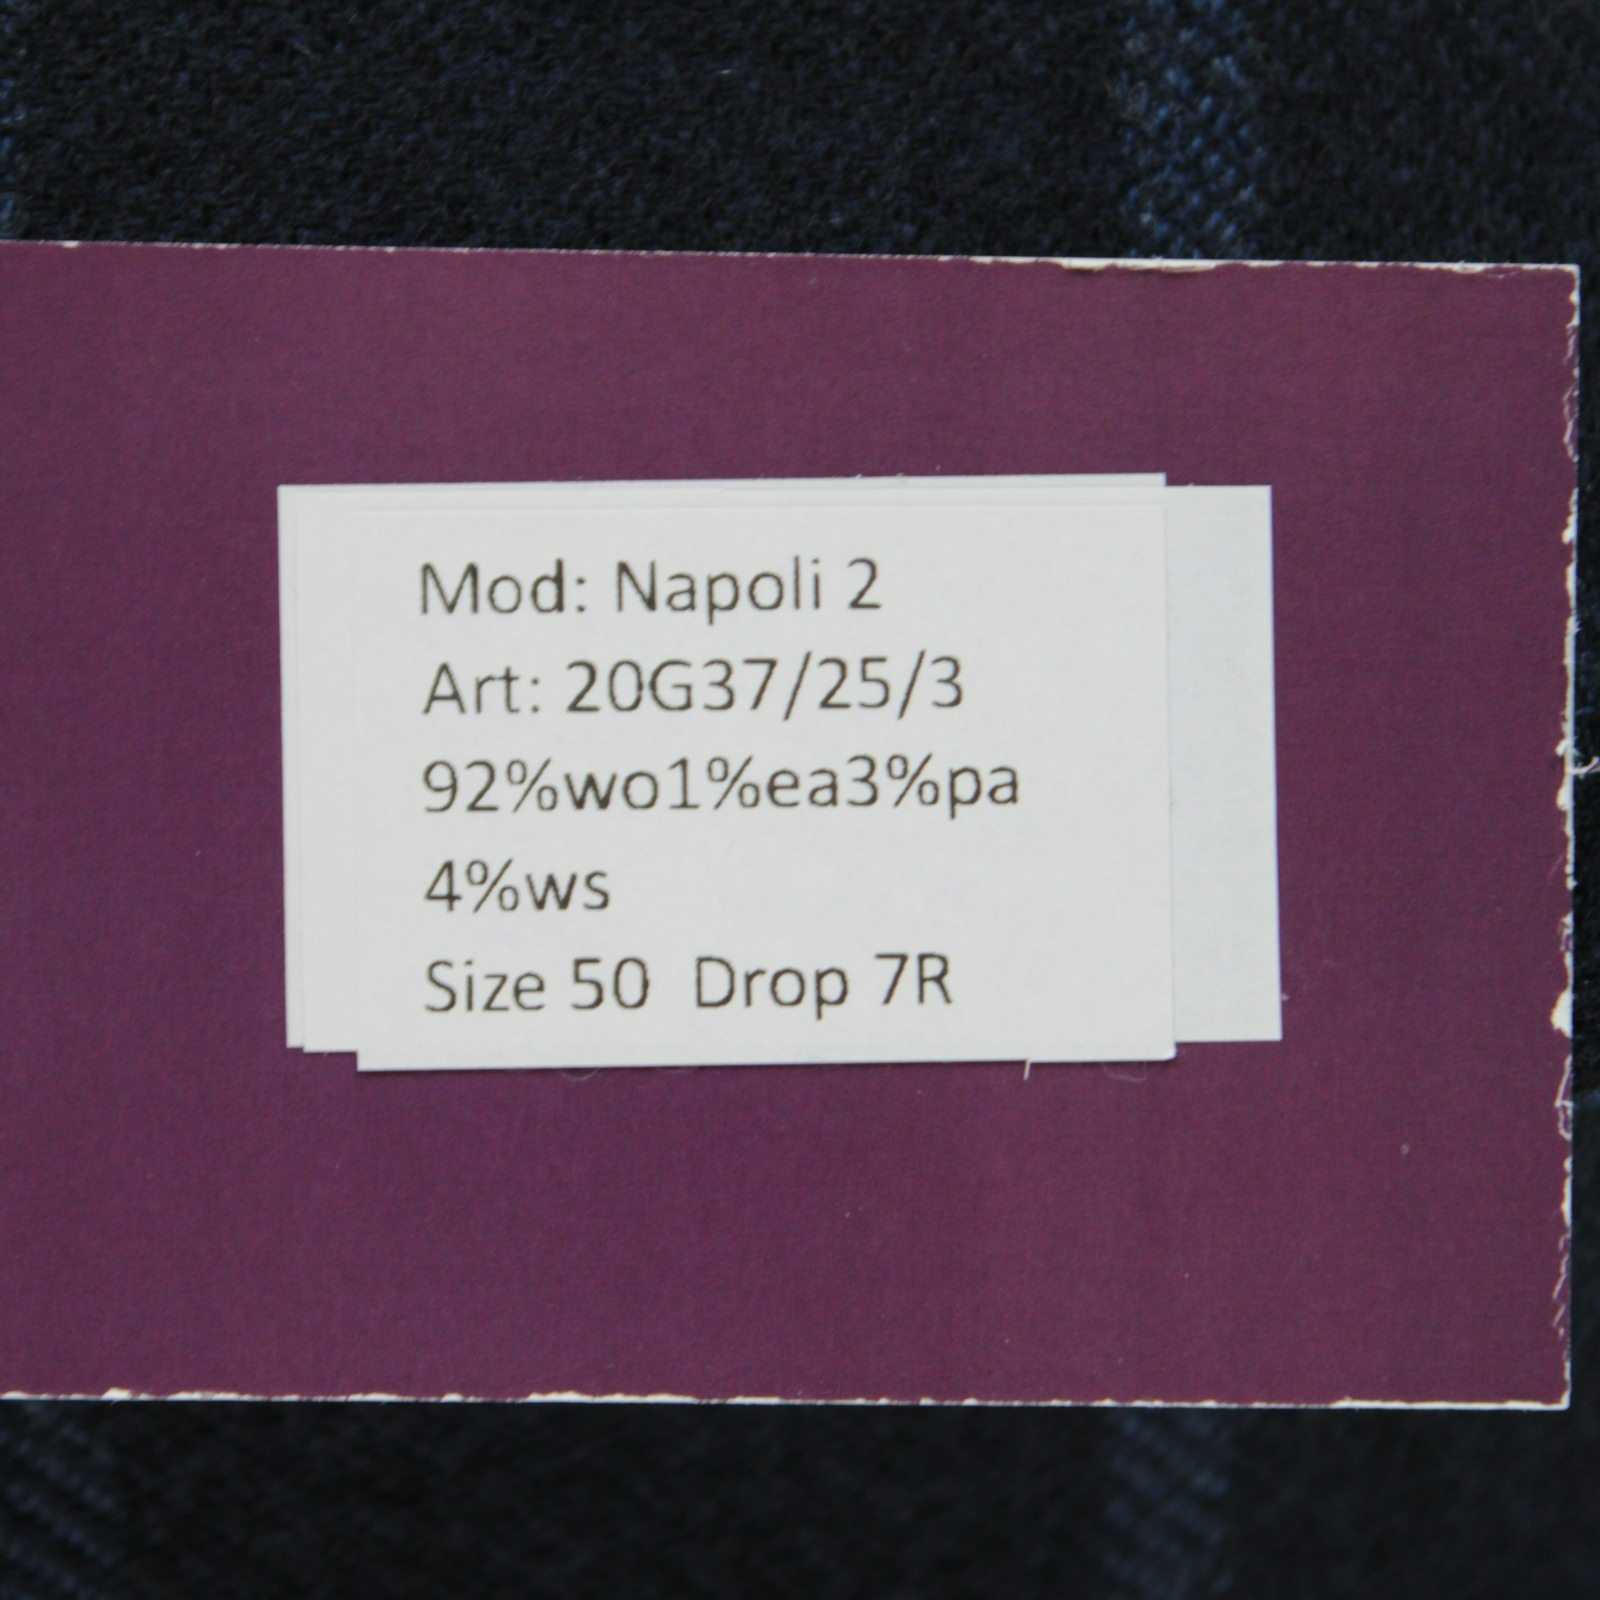 Mod: Napoli 2
Art: 20G37/25/3
92%wo1%ea3%pa
4%ws
Size 50  Drop 7R